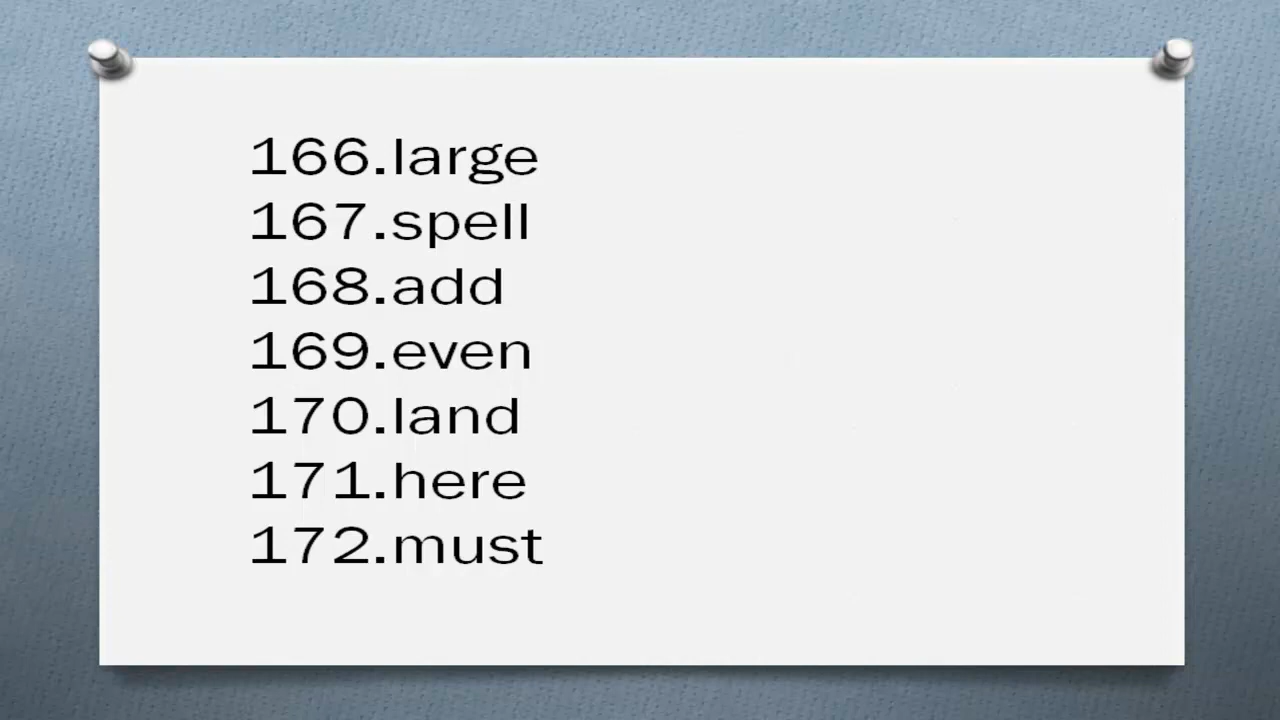 166.large
167.spell
168.add
169.even
170.land
171.here
172.must